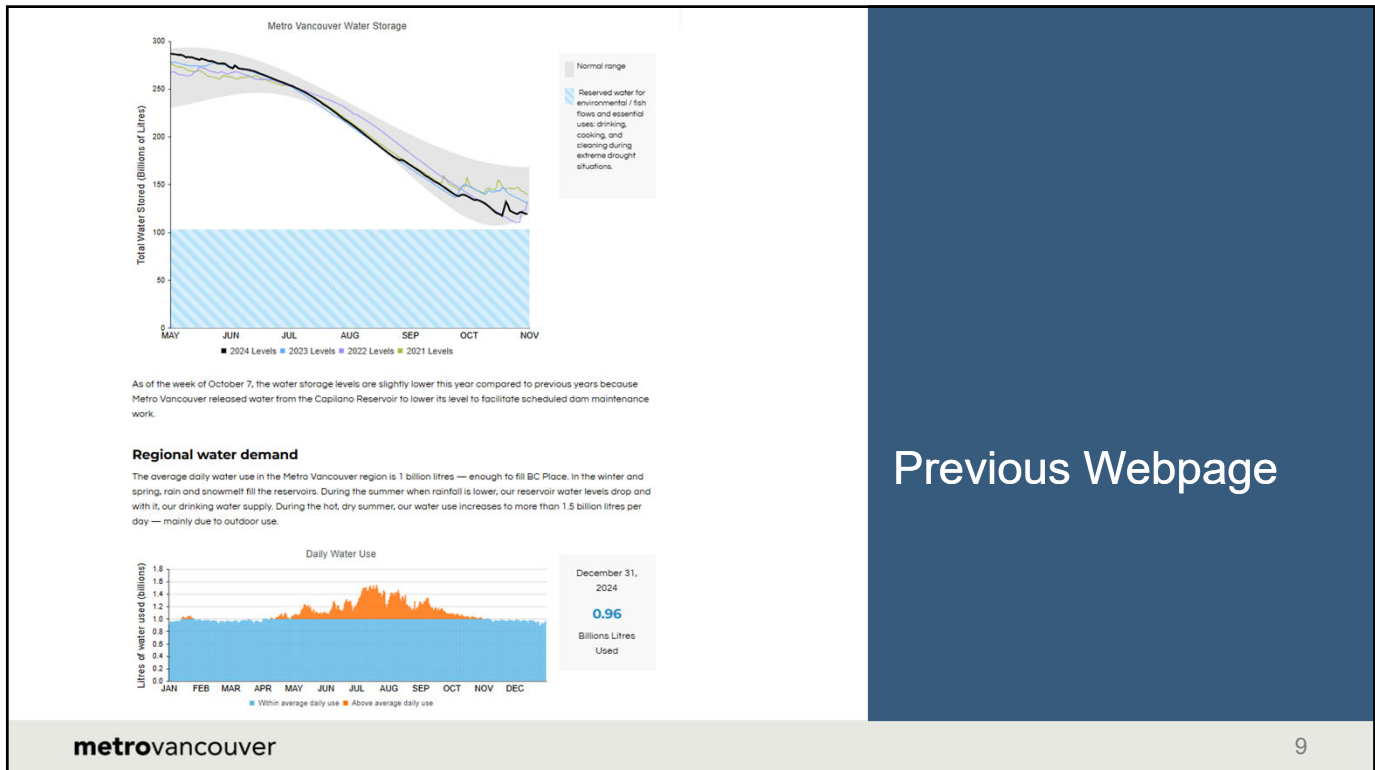 Metro Vancouver Water Storage
300
250
200
150
100
50
0
Total Water Stored (Billions of Litres)
MAY JUN JUL AUG SEP OCT NOV
2024 Levels 2023 Levels 2022 Levels 2021 Levels
Normal range
Reserved water for
environmental / fish
flows and essential
uses: drinking,
cooking, and
cleaning during
extreme drought
situations.
As of the week of October 7, the water storage levels are slightly lower this year compared to previous years because
Metro Vancouver released water from the Capilano Reservoir to lower its level to facilitate scheduled dam maintenance
work.
Regional water demand
The average daily water use in the Metro Vancouver region is 1 billion litres — enough to fill BC Place. In the winter and
spring, rain and snowmelt fill the reservoirs. During the summer when rainfall is lower, our reservoir water levels drop and
with it, our drinking water supply. During the hot, dry summer, our water use increases to more than 1.5 billion litres per
day — mainly due to outdoor use.
Daily Water Use
1.8
1.6
1.4
1.2
1.0
0.8
0.6
0.4
0.2
0.0
Litres of water used (billions)
JAN FEB MAR APR MAY JUN JUL AUG SEP OCT NOV DEC
Within average daily use Above average daily use
December 31,
2024
0.96
Billions Litres
Used
Previous Webpage
metrovancouver
9